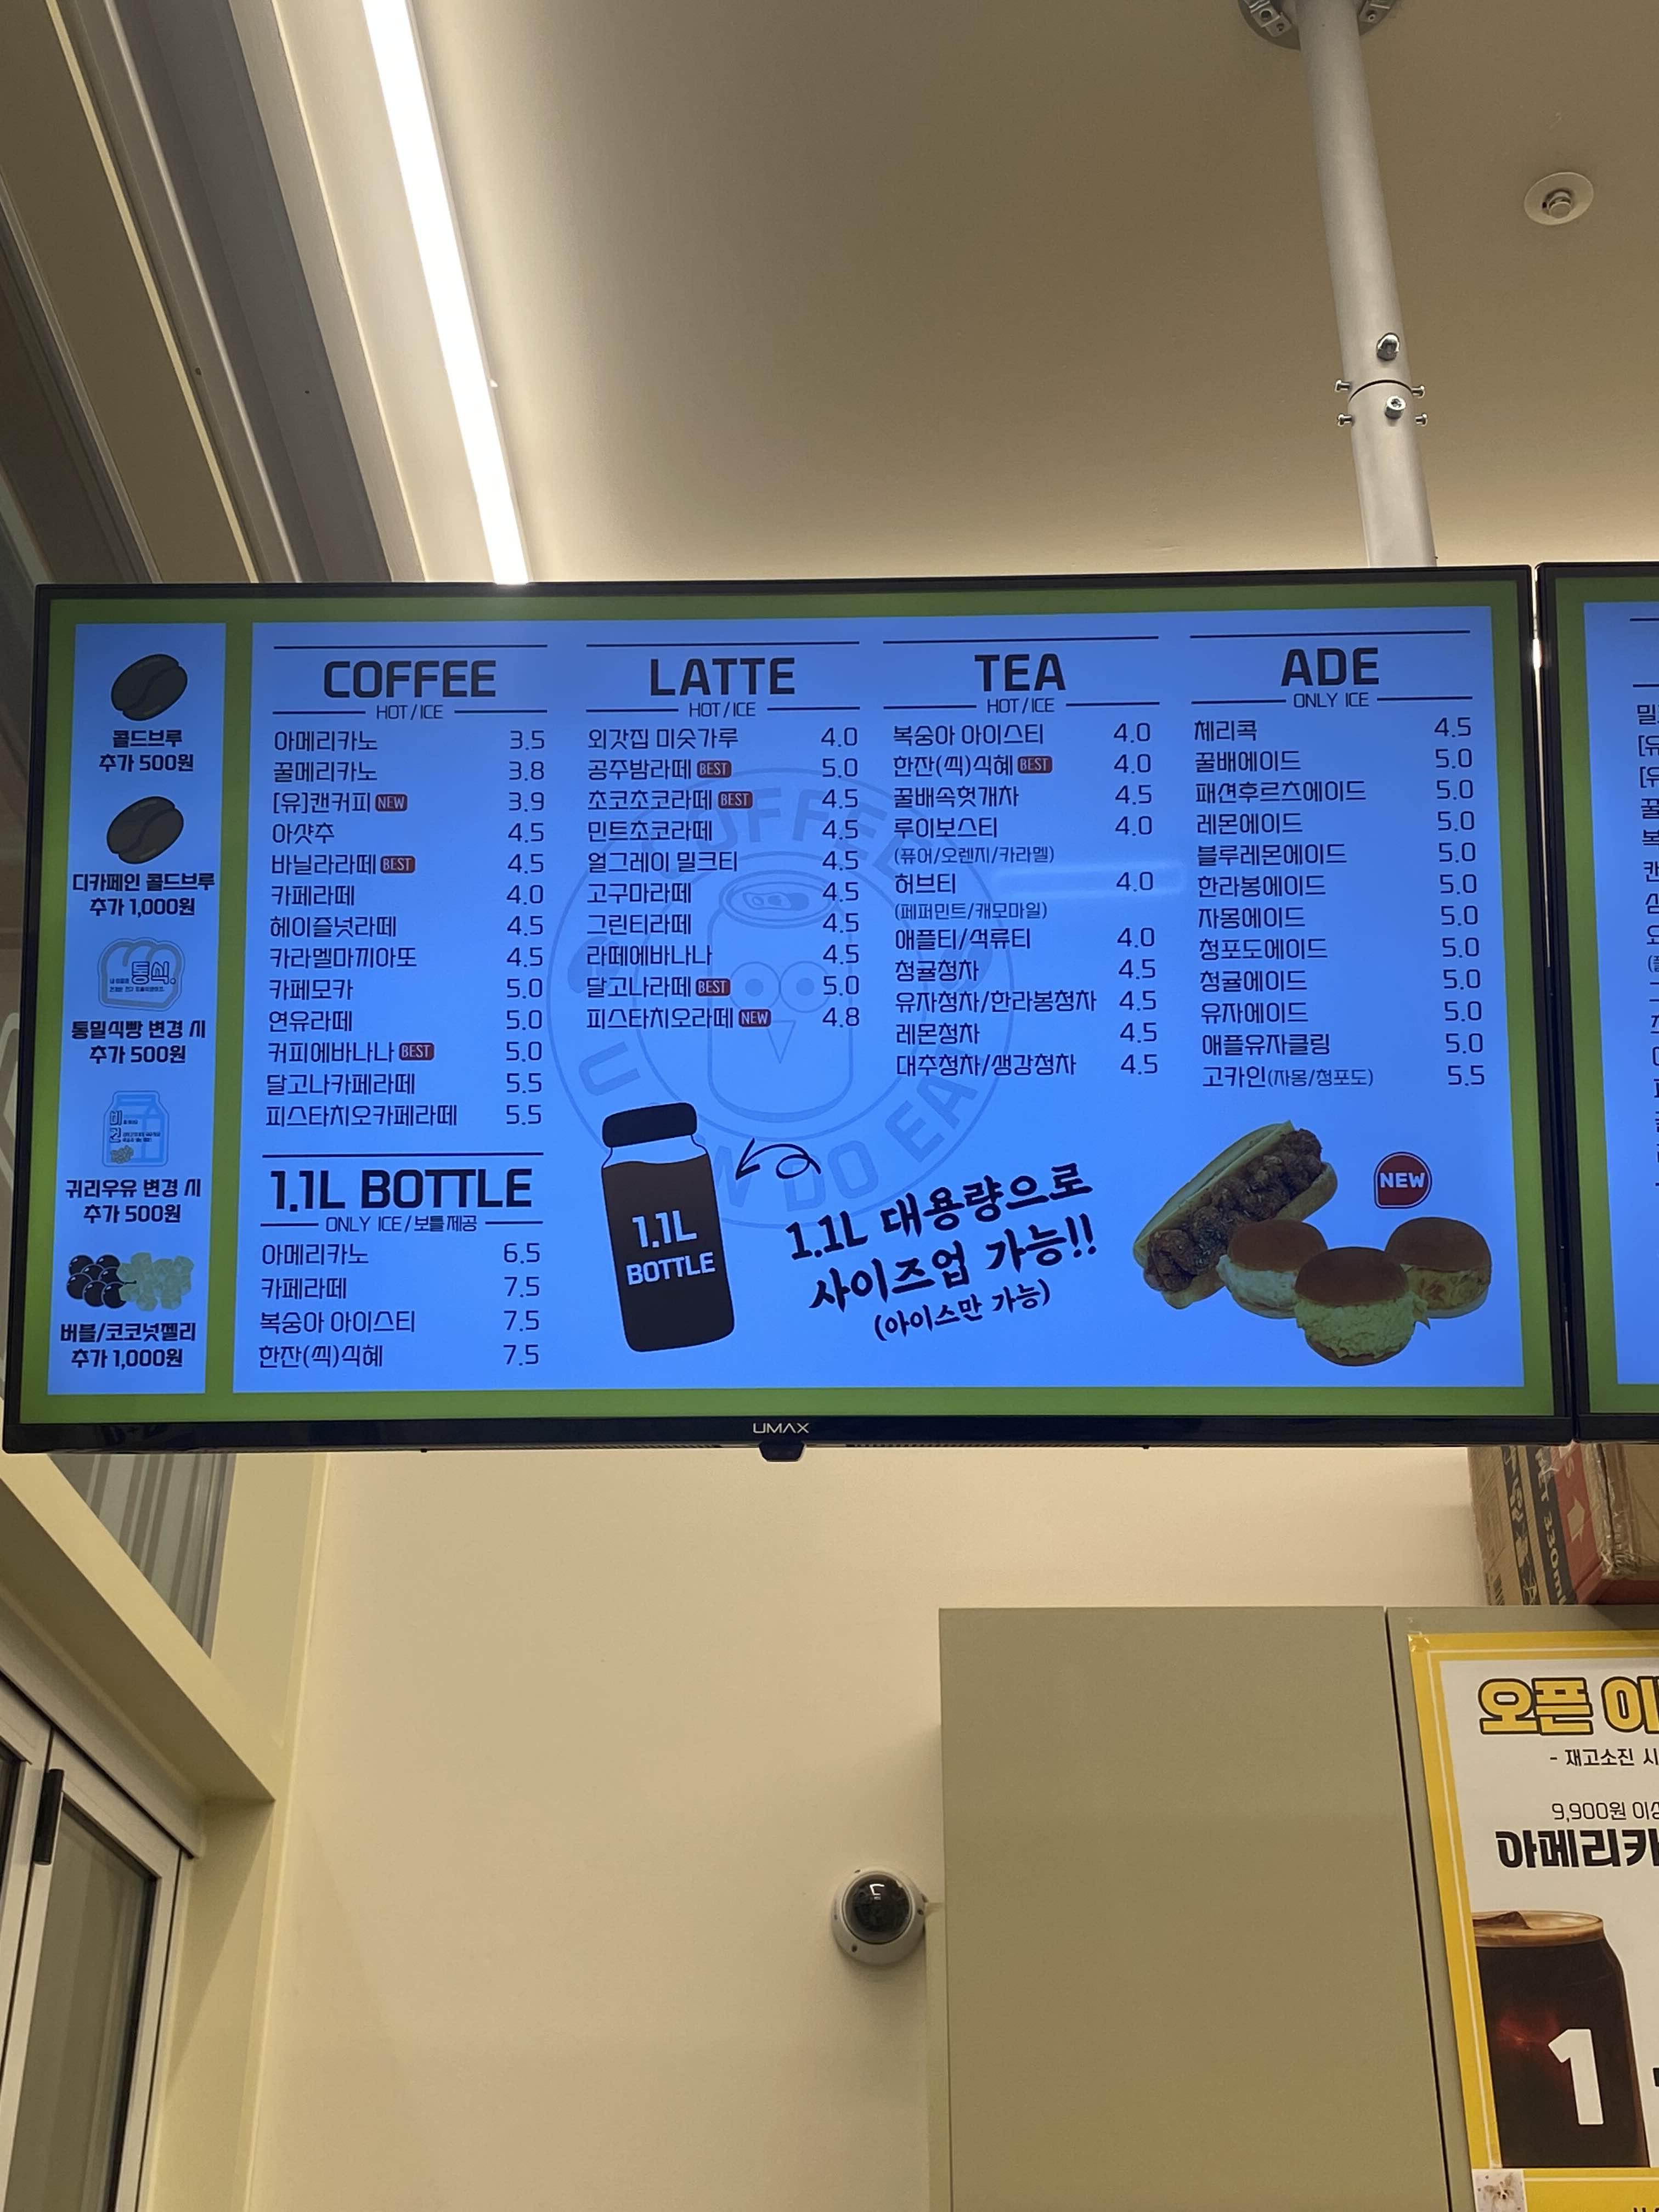 콜드브루
추가 500원
디카페인 콜드브루
추가 1,000원
통식.
통밀식빵 변경 시
추가 500원
귀리우유 변경 시
추가 500원
버블/코코넛젤리
추가 1,000원
COFFEE
HOT/ICE
아메리카노 3.5
꿀메리카노 3.8
[유]캔커피 NEW 3.9
아샷추 4.5
바닐라라떼 BEST 4.5
카페라떼 4.0
헤이즐넛라떼 4.5
카라멜마끼아또 4.5
카페모카 5.0
연유라떼 5.0
커피에바나나 BEST 5.0
달고나카페라떼 5.5
피스타치오카페라떼 5.5
1.1L BOTTLE
ONLY ICE/보틀제공
아메리카노 6.5
카페라떼 7.5
복숭아 아이스티 7.5
한잔(씩)식혜 7.5
LATTE
HOT/ICE
외갓집 미숫가루 4.0
공주밤라떼 BEST 5.0
초코초코라떼 BEST 4.5
민트초코라떼 4.5
얼그레이 밀크티 4.5
고구마라떼 4.5
그린티라떼 4.5
라떼에바나나 4.5
달고나라떼 BEST 5.0
피스타치오라떼 NEW 4.8
TEA
HOT/ICE
복숭아 아이스티 4.0
한잔(씩)식혜 BEST 4.0
꿀배속헛개차 4.5
루이보스티 4.0
(퓨어/오렌지/카라멜)
허브티 4.0
(페퍼민트/캐모마일)
애플티/석류티 4.0
청귤청차 4.5
유자청차/한라봉청차 4.5
레몬청차 4.5
대추청차/생강청차 4.5
ADE
ONLY ICE
체리콕 4.5
꿀배에이드 5.0
패션후르츠에이드 5.0
레몬에이드 5.0
블루레몬에이드 5.0
한라봉에이드 5.0
자몽에이드 5.0
청포도에이드 5.0
청귤에이드 5.0
유자에이드 5.0
애플유자클링 5.0
고카인(자몽/청포도) 5.5
1.1L
BOTTLE
1.1L 대용량으로
사이즈업 가능!!
(아이스만 가능)
NEW
COFFEE
DO EA
UMAX
330ml
오픈 이
- 재고소진 시
9,900원 이상
아메리카
1